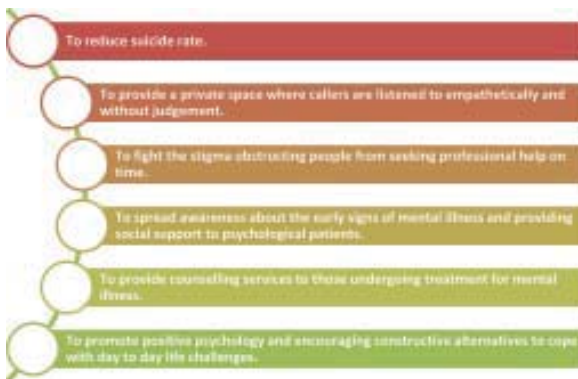 To reduce suicide rate.
To provide a private space where callers are listened to empathetically and
without judgement.
To fight the stigma obstructing people from seeking professional help on
time.
To spread awareness about the early signs of mental illness and providing
social support to psychological patients.
To provide counselling services to those undergoing treatment for mental
illness.
To promote positive psychology and encouraging constructive alternatives to cope
with day to day life challenges.